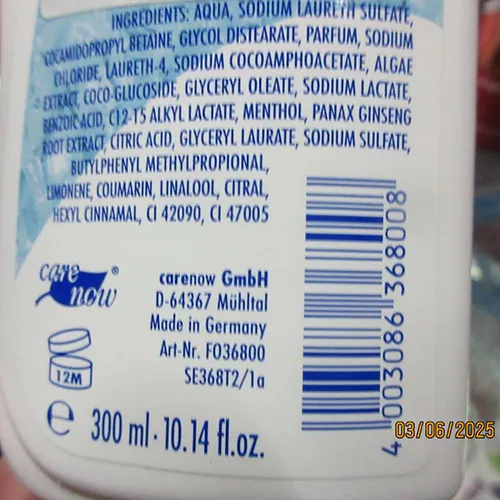 INGREDIENTS: AQUA, SODIUM LAURETH SULFATE,
COCAMIDOPROPYL BETAINE, GLYCOL DISTEARATE, PARFUM, SODIUM
CHLORIDE, LAURETH-4, SODIUM COCOAMPHOACETATE, ALGAE
EXTRACT, COCO-GLUCOSIDE, GLYCERYL OLEATE, SODIUM LACTATE,
BENZOIC ACID, C12-15 ALKYL LACTATE, MENTHOL, PANAX GINSENG
ROOT EXTRACT, CITRIC ACID, GLYCERYL LAURATE, SODIUM SULFATE,
BUTYLPHENYL METHYLPROPIONAL,
LIMONENE, COUMARIN, LINALOOL, CITRAL,
HEXYL CINNAMAL, CI 42090, CI 47005
care now®
carenow GmbH
D-64367 Mühltal
Made in Germany
Art-Nr. FO36800
SE368T2/1a
12M
e 300 ml · 10.14 fl.oz.
4 003086 368008
03/06/2025